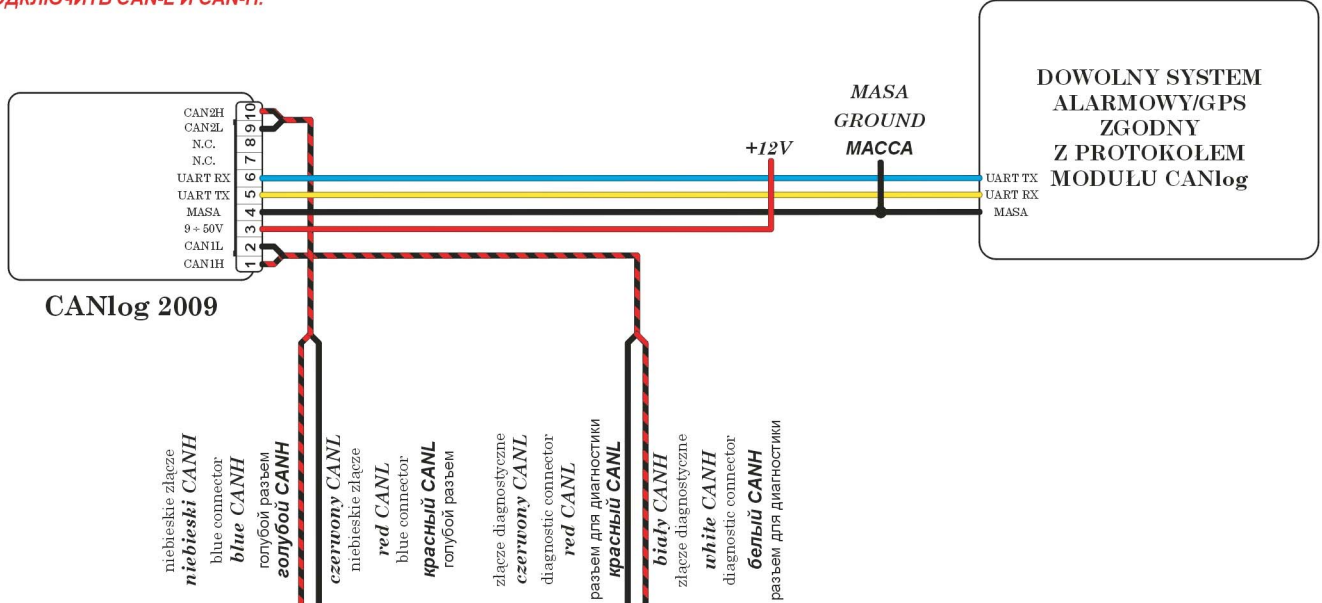 ПОДКЛЮЧИТЬ CAN-L И CAN-H.
CAN2H 10
CAN2L 9
N.C. 8
N.C. 7
UART RX 6
UART TX 5
MASA 4
9 ÷ 50V 3
CAN1L 2
CAN1H 1
CANlog 2009
+12V
MASA
GROUND
МАССА
UART TX
UART RX
MASA
DOWOLNY SYSTEM
ALARMOWY/GPS
ZGODNY
Z PROTOKOŁEM
MODUŁU CANlog
niebieskie złącze
niebieski CANH
blue connector
blue CANH
голубой разъем
голубой CANH
czerwony CANL
niebieskie złącze
red CANL
blue connector
красный CANL
голубой разъем
złącze diagnostyczne
czerwony CANL
diagnostic connector
red CANL
разъем для диагностики
красный CANL
biały CANH
złącze diagnostyczne
white CANH
diagnostic connector
белый CANH
разъем для диагностики